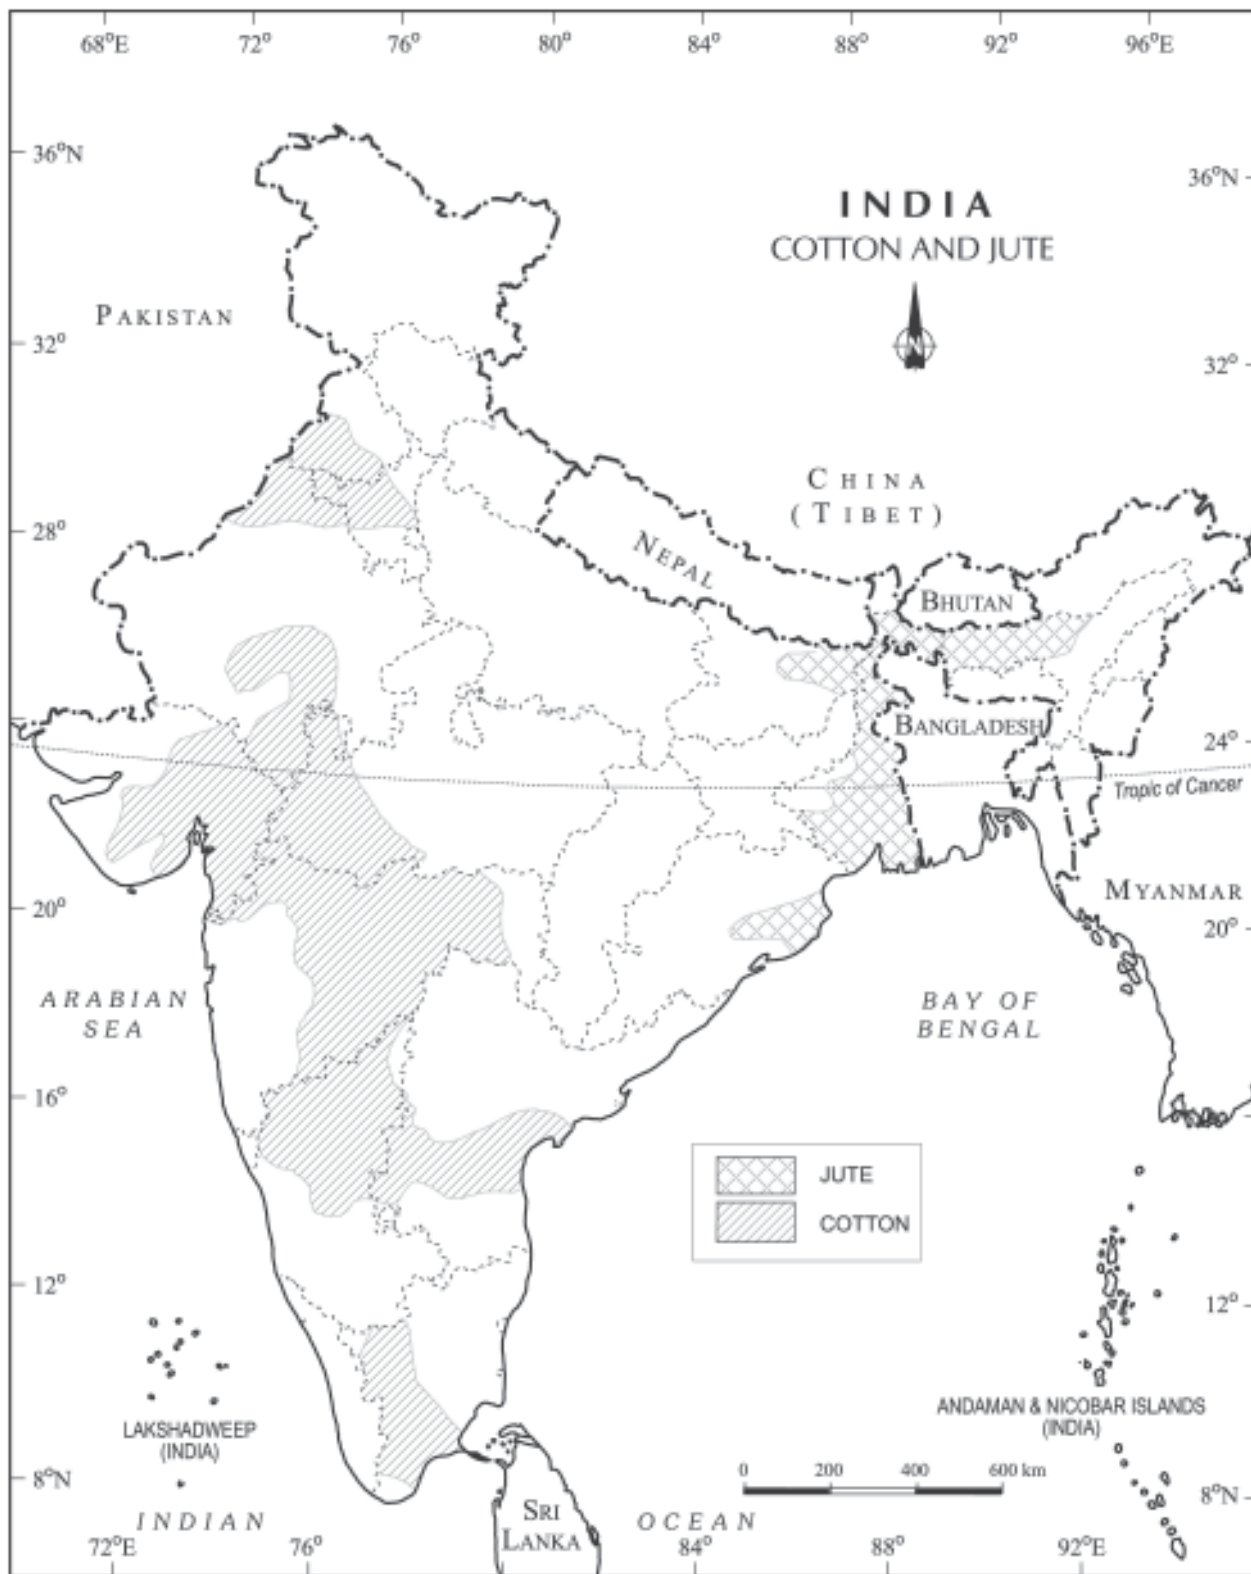 68°E 72° 76° 80° 84° 88° 92° 96°E
36°N
36°N
INDIA
COTTON AND JUTE
PAKISTAN
N
32°
32°
CHINA
(TIBET)
28°
NEPAL
BHUTAN
BANGLADESH
24°
Tropic of Cancer
MYANMAR
20°
20°
ARABIAN
SEA
BAY OF
BENGAL
16°
JUTE
COTTON
12°
12°
LAKSHADWEEP
(INDIA)
ANDAMAN & NICOBAR ISLANDS
(INDIA)
0 200 400 600 km
8°N
8°N
SRI
LANKA
INDIAN OCEAN
72°E 76° 84° 88° 92°E